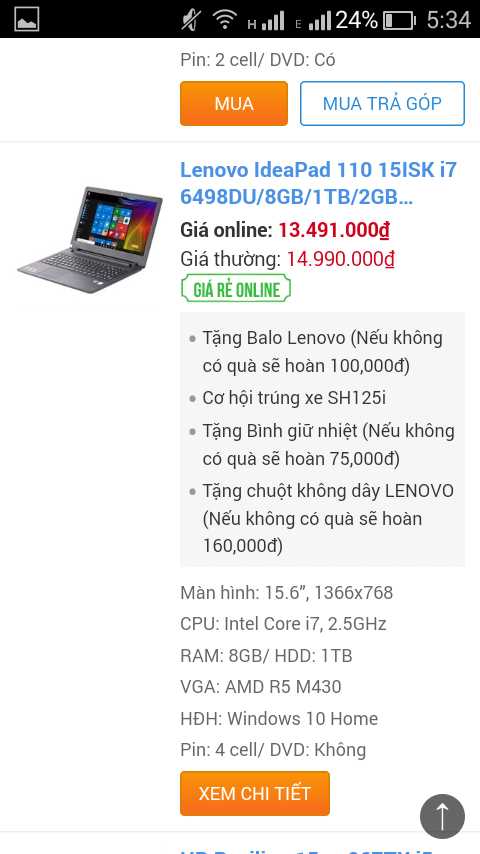 H E 24% 5:34
Pin: 2 cell/ DVD: Có
MUA MUA TRẢ GÓP
Lenovo IdeaPad 110 15ISK i7
6498DU/8GB/1TB/2GB...
Giá online: 13.491.000₫
Giá thường: 14.990.000₫
GIÁ RẺ ONLINE
Tặng Balo Lenovo (Nếu không
có quà sẽ hoàn 100,000đ)
Cơ hội trúng xe SH125i
Tặng Bình giữ nhiệt (Nếu không
có quà sẽ hoàn 75,000đ)
Tặng chuột không dây LENOVO
(Nếu không có quà sẽ hoàn
160,000đ)
Màn hình: 15.6”, 1366x768
CPU: Intel Core i7, 2.5GHz
RAM: 8GB/ HDD: 1TB
VGA: AMD R5 M430
HĐH: Windows 10 Home
Pin: 4 cell/ DVD: Không
XEM CHI TIẾT